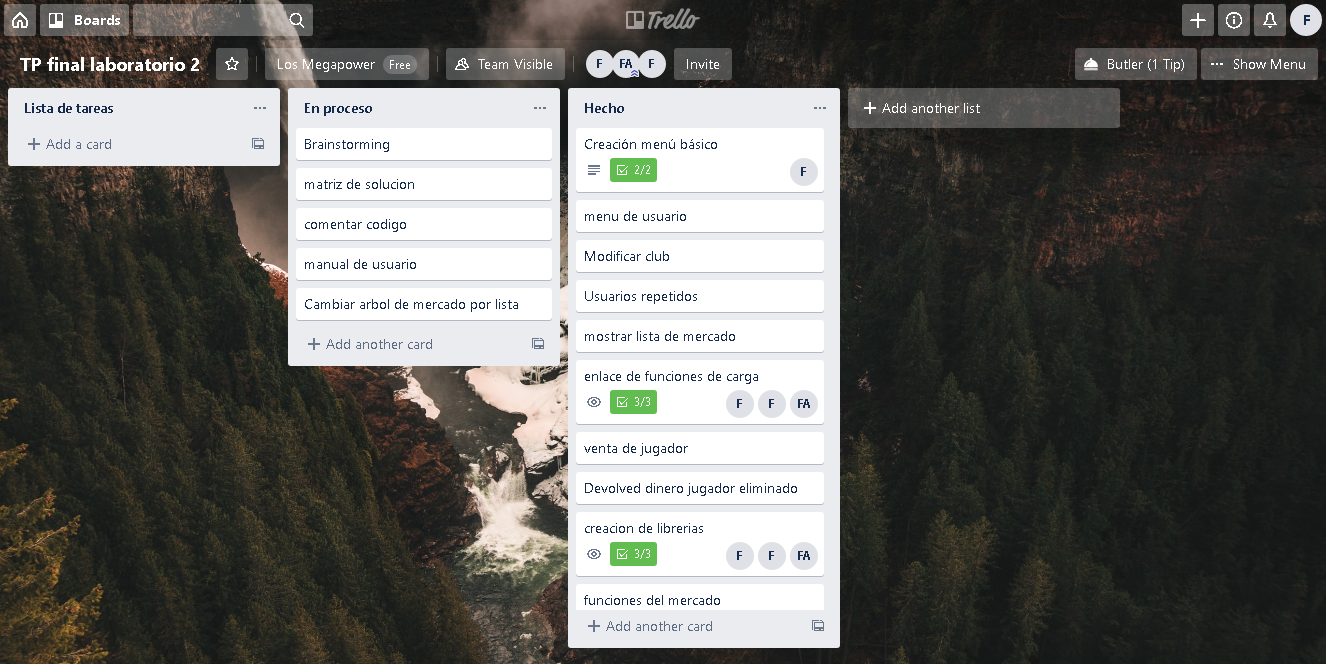 Boards
Trello
F
TP final laboratorio 2
Los Megapower Free
Team Visible
F FA F
Invite
Butler (1 Tip)
Show Menu
Lista de tareas
Add a card
En proceso
Brainstorming
matriz de solucion
comentar codigo
manual de usuario
Cambiar arbol de mercado por lista
Add another card
Hecho
Creación menú básico
2/2
F
menu de usuario
Modificar club
Usuarios repetidos
mostrar lista de mercado
enlace de funciones de carga
3/3
F F FA
venta de jugador
Devolved dinero jugador eliminado
creacion de librerias
3/3
F F FA
funciones del mercado
Add another card
Add another list